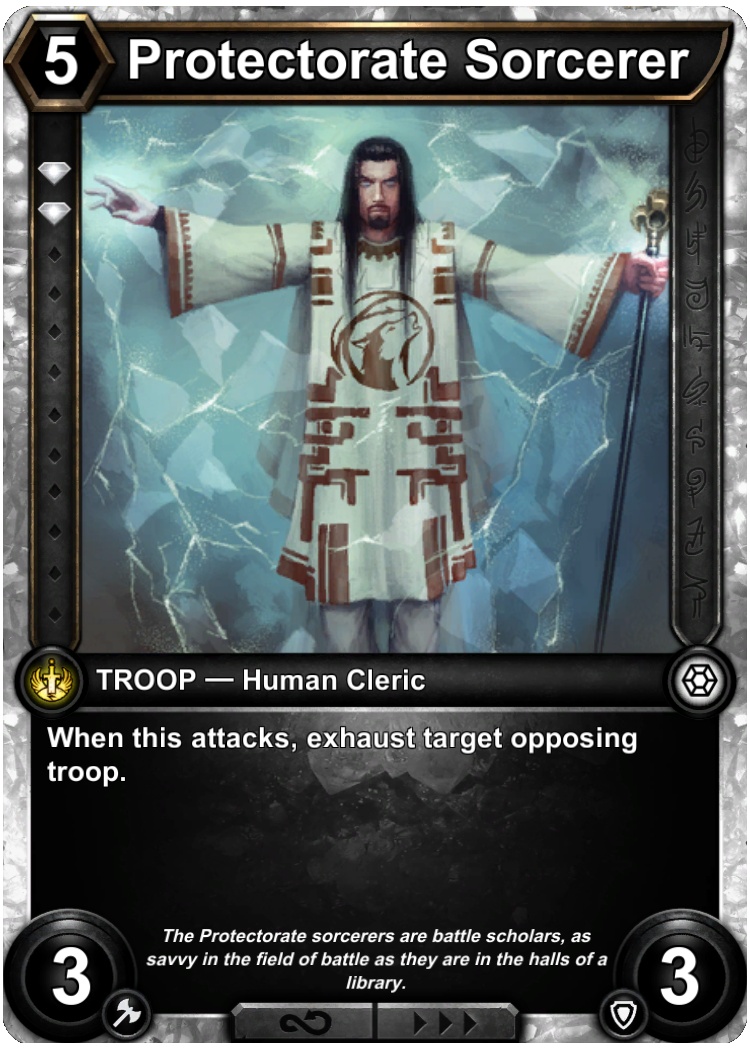 5 Protectorate Sorcerer
TROOP — Human Cleric
When this attacks, exhaust target opposing
troop.
The Protectorate sorcerers are battle scholars, as
savvy in the field of battle as they are in the halls of a
library.
3 3